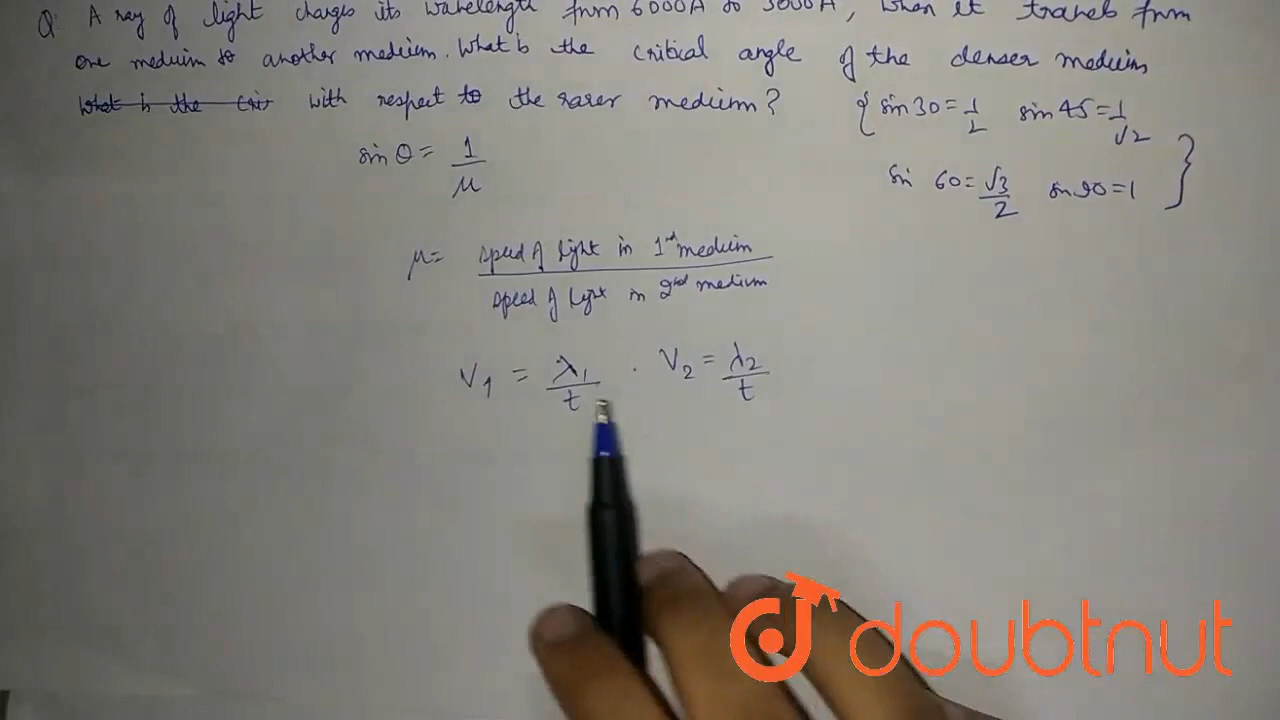 Q. A ray of light changes its wavelength from 6000A to 3000A, when it travels from
one medium to another medium. What is the critical angle of the denser medium
What is the cri with respect to the rarer medium? { sin 30 = 1/2 sin 45 = 1/√2
sin 60 = √3/2 sin 90 = 1 }
sin θ = 1/μ
μ = speed of light in 1st medium / speed of light in 2nd medium
V1 = λ1/t . V2 = λ2/t
doubtnut